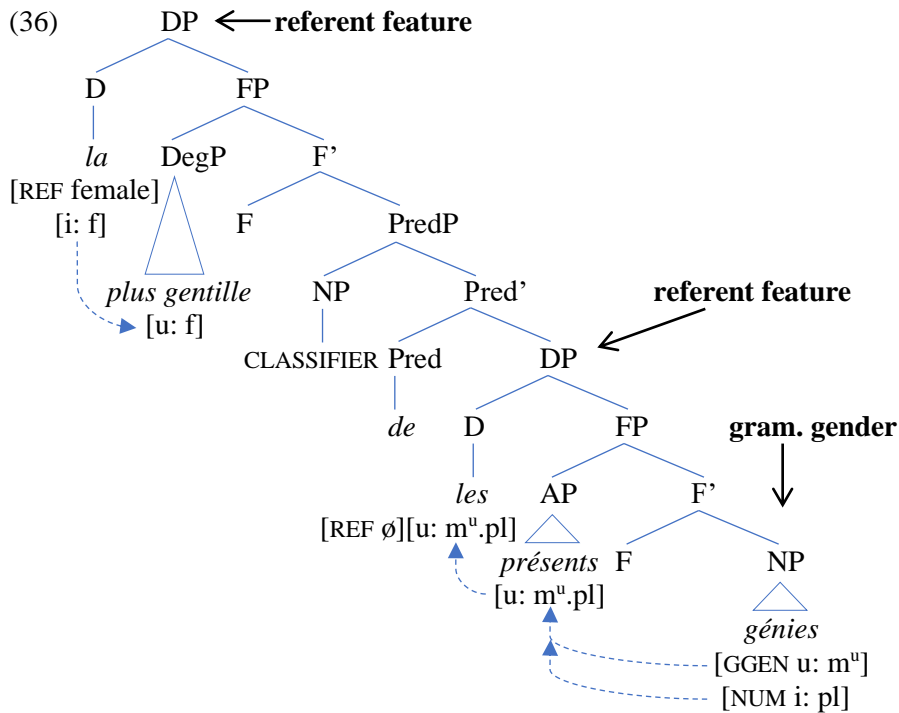 (36) DP referent feature
D FP
la DegP F’
[REF female] F PredP
[i: f]
plus gentille NP Pred’ referent feature
[u: f]
CLASSIFIER Pred DP
de D FP gram. gender
les AP F’
[REF ø][u: mᵘ.pl]
présents F NP
[u: mᵘ.pl]
génies
[GGEN u: mᵘ]
[NUM i: pl]